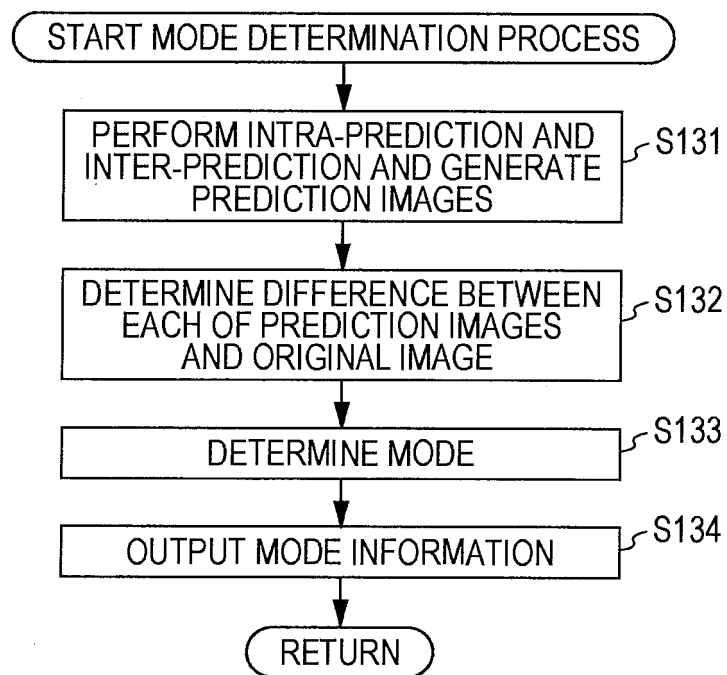 START MODE DETERMINATION PROCESS
PERFORM INTRA-PREDICTION AND
INTER-PREDICTION AND GENERATE
PREDICTION IMAGES
S131
DETERMINE DIFFERENCE BETWEEN
EACH OF PREDICTION IMAGES
AND ORIGINAL IMAGE
S132
DETERMINE MODE
S133
OUTPUT MODE INFORMATION
S134
RETURN